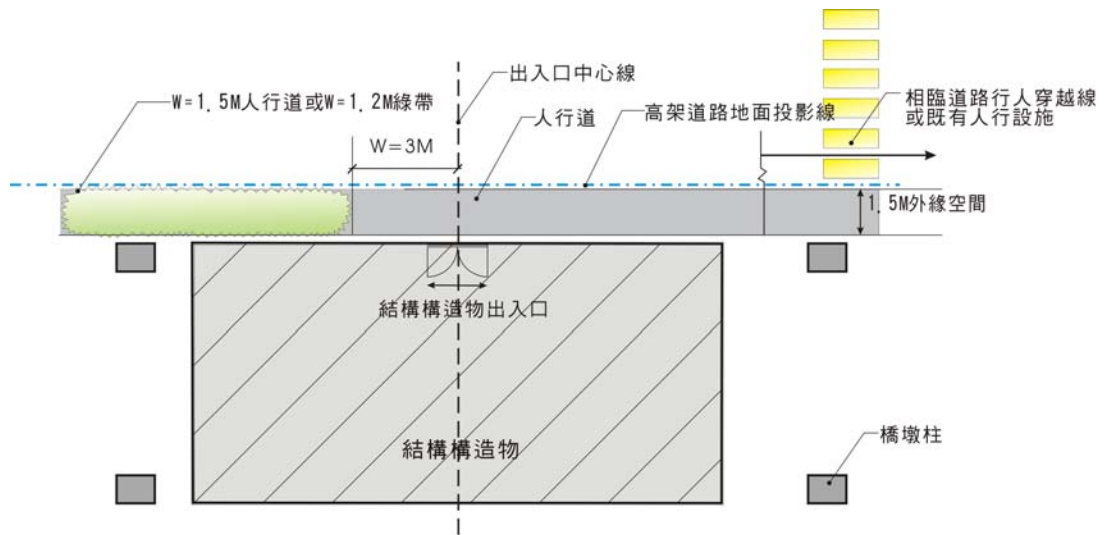 出入口中心線
W=1.5M人行道或W=1.2M綠帶
人行道
高架道路地面投影線
相臨道路行人穿越線
或既有人行設施
W=3M
1.5M外緣空間
結構構造物出入口
結構構造物
橋墩柱